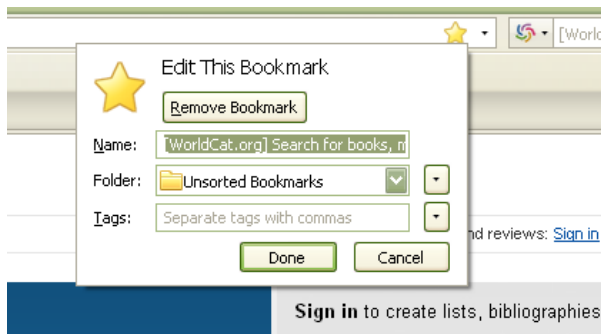 [World
Edit This Bookmark
Remove Bookmark
Name: [WorldCat.org] Search for books, m
Folder: Unsorted Bookmarks
Tags: Separate tags with commas
nd reviews: Sign in
Done Cancel
Sign in to create lists, bibliographies